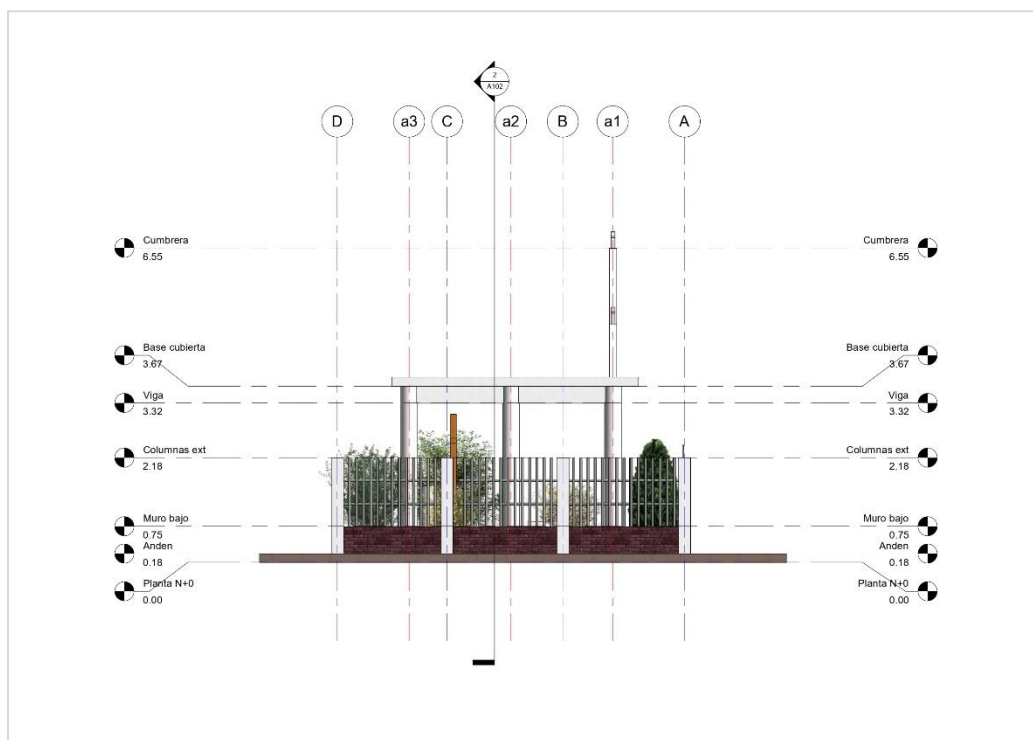 2
A102
D a3 C a2 B a1 A
Cumbrera Cumbrera
6.55 6.55
Base cubierta Base cubierta
3.67 3.67
Viga Viga
3.32 3.32
Columnas ext Columnas ext
2.18 2.18
Muro bajo Muro bajo
0.75 0.75
Anden Anden
0.18 0.18
Planta N+0 Planta N+0
0.00 0.00